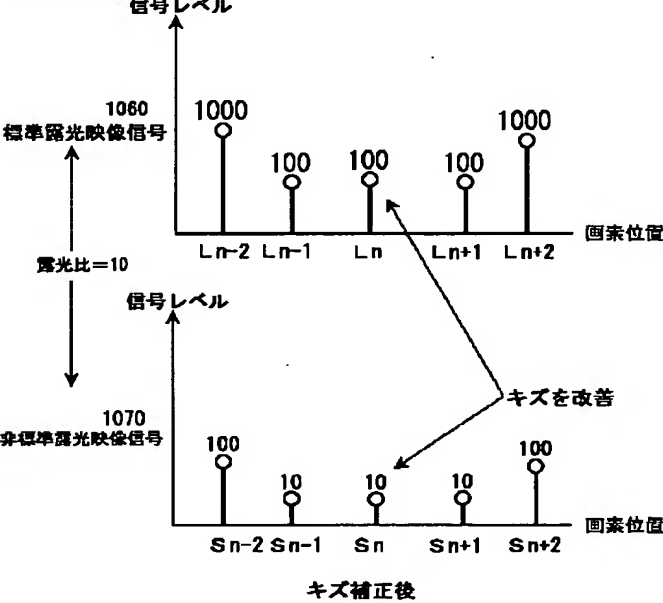 信号レベル
1060
標準露光映像信号
1000
100
100
100
1000
Ln-2 Ln-1 Ln Ln+1 Ln+2
画素位置
露光比=10
信号レベル
キズを改善
1070
非標準露光映像信号
100
10
10
10
100
Sn-2 Sn-1 Sn Sn+1 Sn+2
画素位置
キズ補正後